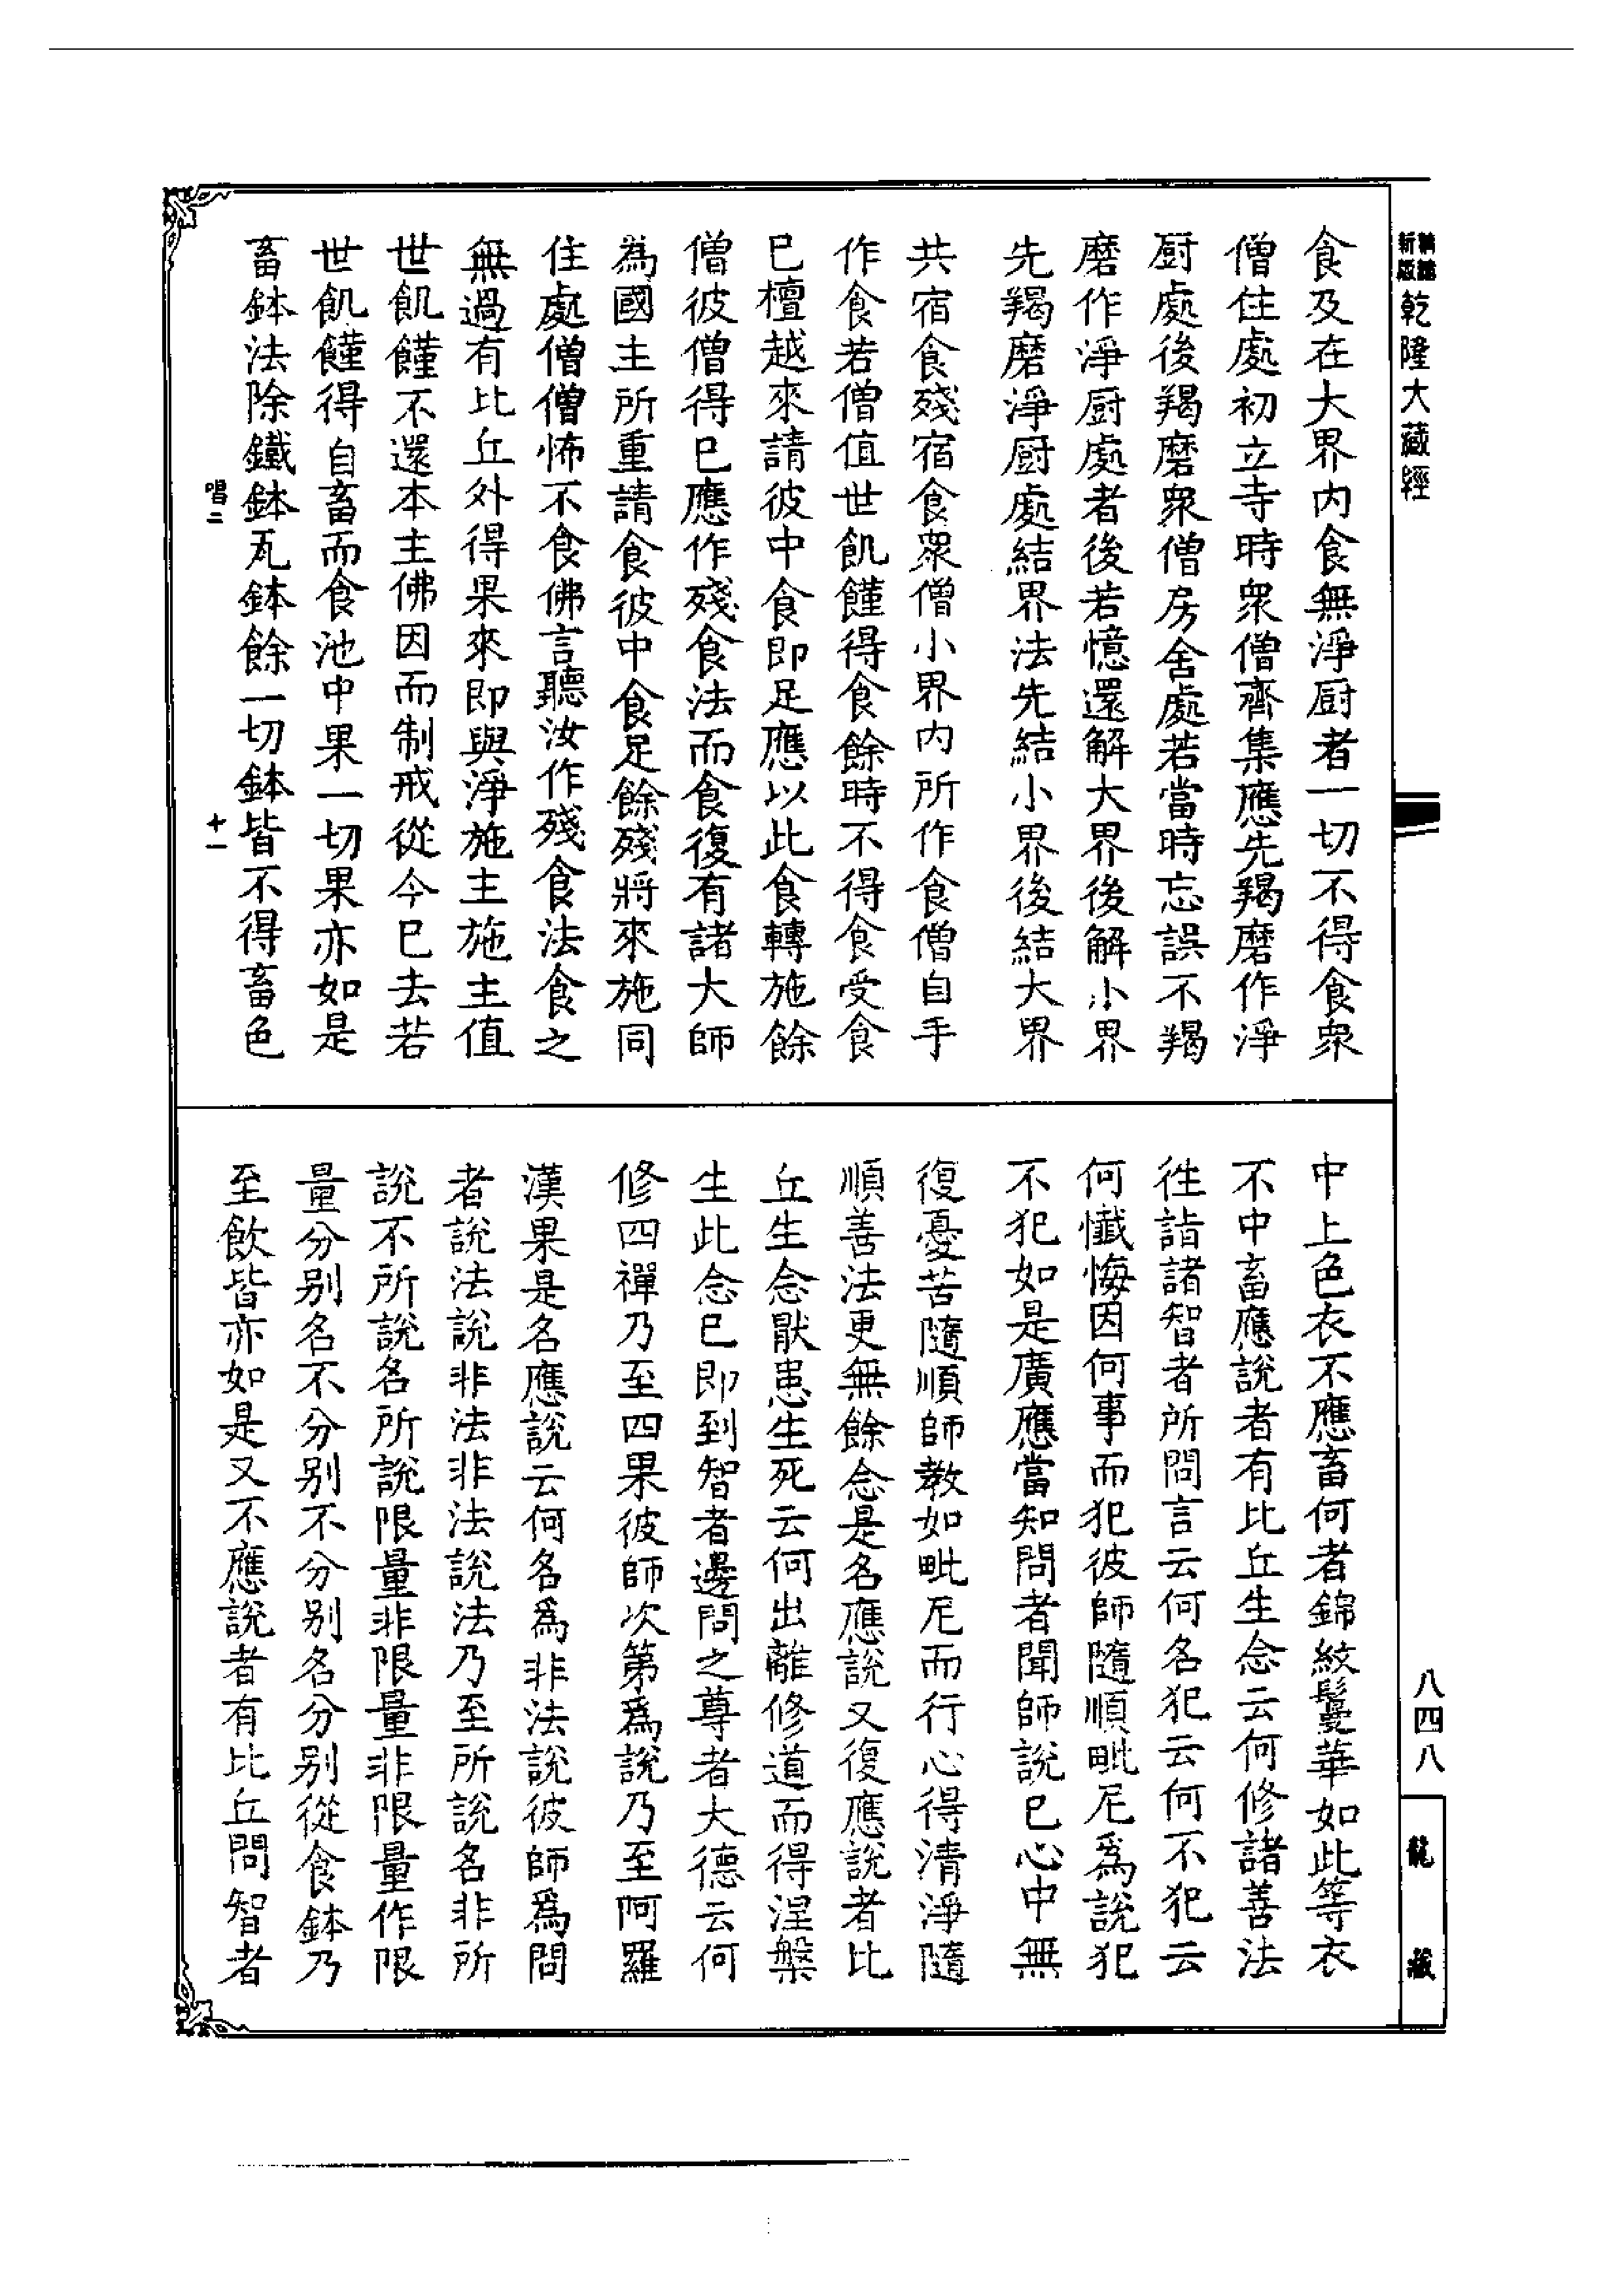 新版
乾隆大藏經
食及在大界内食無淨厨者一切不得食衆
僧住處初立寺時衆僧齊集應先羯磨作淨
厨處後羯磨衆僧房舍處若當時忘誤不羯
磨作淨厨處者後若憶還解大界後解小界
先羯磨淨厨處結界法先結小界後結大界
共宿食殘宿食衆僧小界内所作食僧自手
作食若僧值世飢饉得食餘時不得食受食
已檀越來請彼中食即足應以此食轉施餘
僧彼僧得已應作殘食法而食復有諸大師
為國主所重請食彼中食足餘殘將來施同
住處僧僧怖不食佛言聽汝作殘食法食之
無過有比丘外得果來即與淨施主施主值
世飢饉不還本主佛因而制戒從今已去若
世飢饉得自畜而食池中果一切果亦如是
畜鉢法除鐵鉢瓦鉢餘一切鉢皆不得畜色
唱二
十一
中上色衣不應畜何者錦紋鬘華如此等衣
不中畜應說者有比丘生念云何修諸善法
徃詣諸智者所問言云何名犯云何不犯云
何懺悔因何事而犯彼師隨順毗尼爲說犯
不犯如是廣應當知問者聞師說已心中無
復憂苦隨順師教如毗尼而行心得清淨隨
順善法更無餘念是名應說又復應說者比
丘生念厭患生死云何出離修道而得涅槃
生此念已即到智者邊問之尊者大德云何
修四禪乃至四果彼師次第爲說乃至阿羅
漢果是名應說云何名爲非法說彼師爲問
者說法說非法非法說法乃至所說名非所
說不所說名所說限量非限量非限量作限
量分别名不分别不分别名分别從食鉢乃
至飲皆亦如是又不應說者有比丘問智者
八四八
龍藏